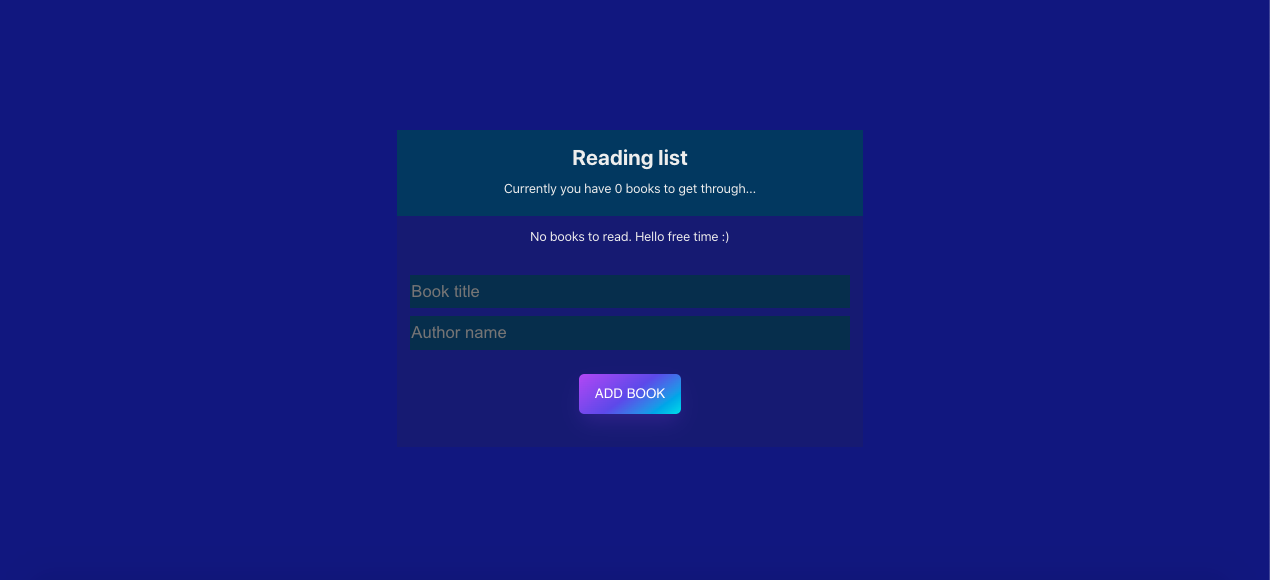 Reading list
Currently you have 0 books to get through...
No books to read. Hello free time :)
Book title
Author name
ADD BOOK